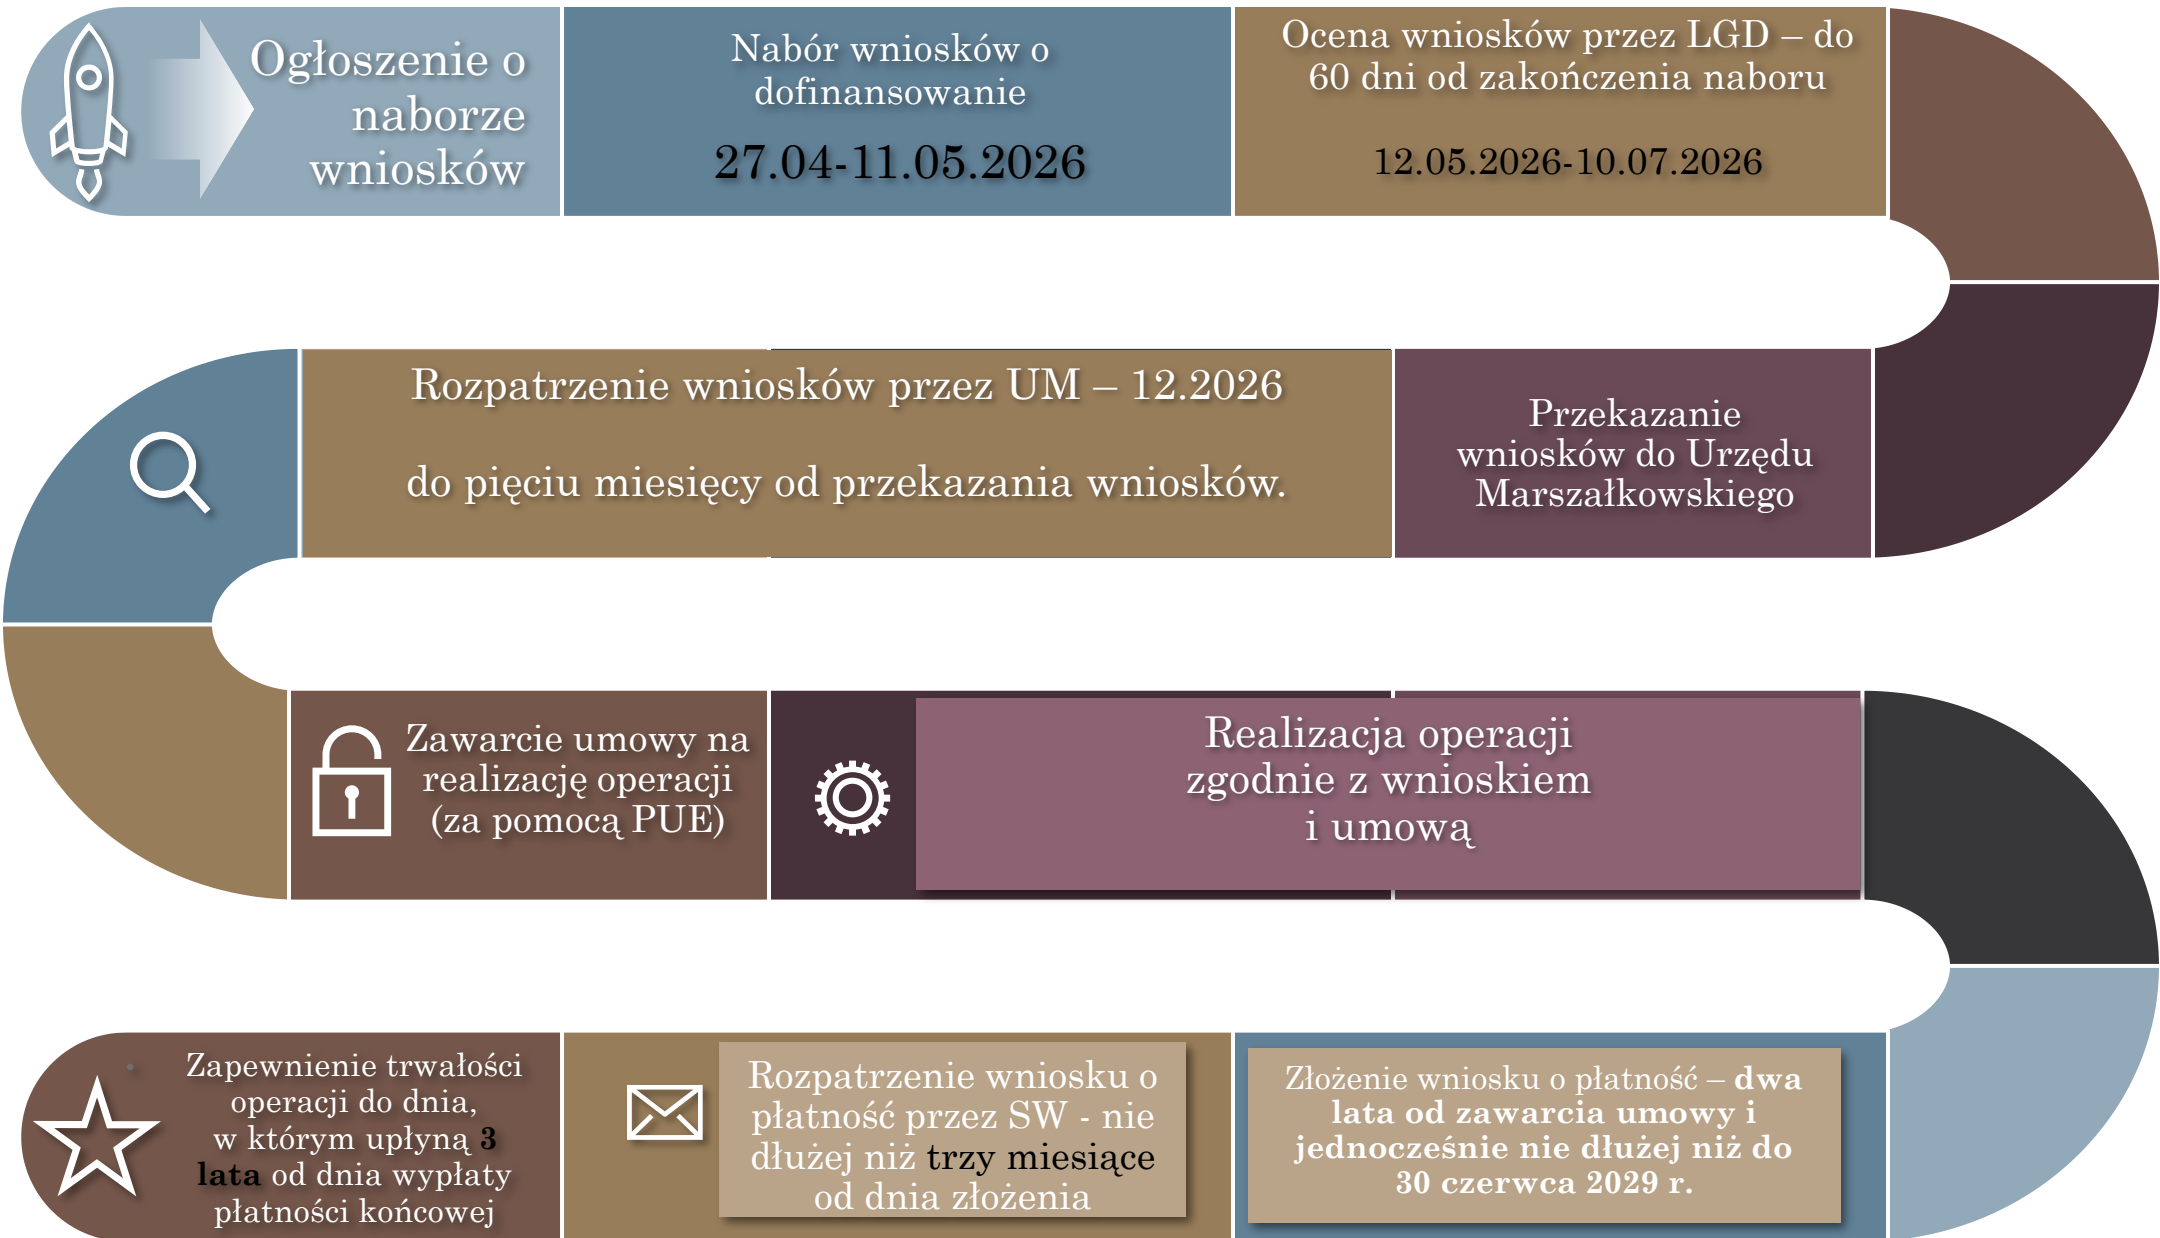 Ogłoszenie o
naborze
wniosków
Nabór wniosków o
dofinansowanie
27.04-11.05.2026
Ocena wniosków przez LGD – do
60 dni od zakończenia naboru
12.05.2026-10.07.2026
Przekazanie
wniosków do Urzędu
Marszałkowskiego
Rozpatrzenie wniosków przez UM – 12.2026
do pięciu miesięcy od przekazania wniosków.
Zawarcie umowy na
realizację operacji
(za pomocą PUE)
Realizacja operacji
zgodnie z wnioskiem
i umową
Złożenie wniosku o płatność – dwa
lata od zawarcia umowy i
jednocześnie nie dłużej niż do
30 czerwca 2029 r.
Rozpatrzenie wniosku o
płatność przez SW - nie
dłużej niż trzy miesiące
od dnia złożenia
• Zapewnienie trwałości
operacji do dnia,
w którym upłyną 3
lata od dnia wypłaty
płatności końcowej